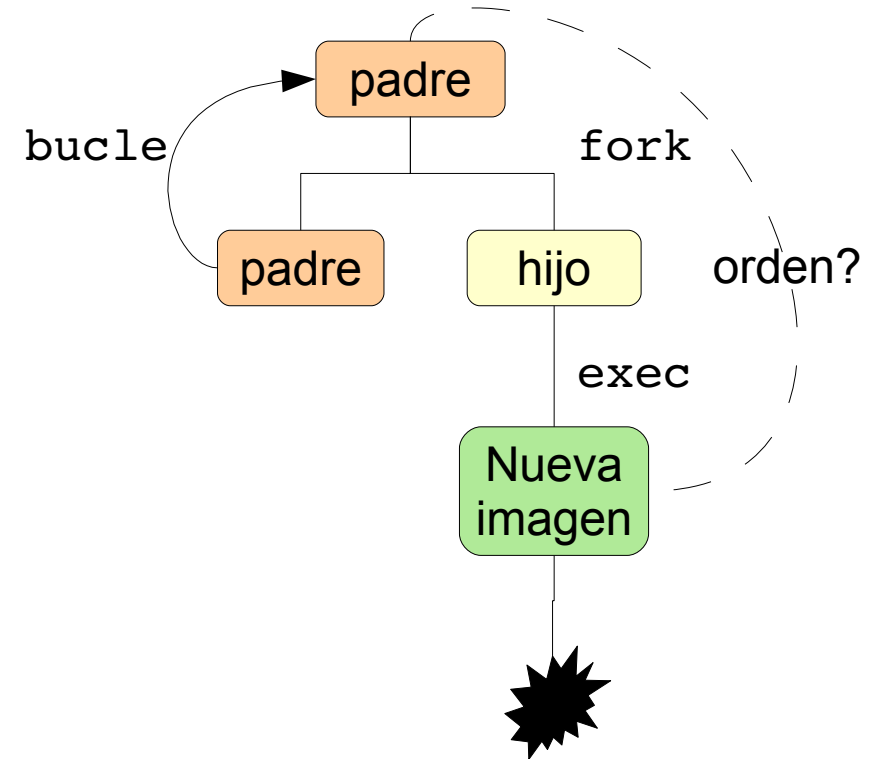 padre
bucle
fork
padre
hijo
orden?
exec
Nueva
imagen